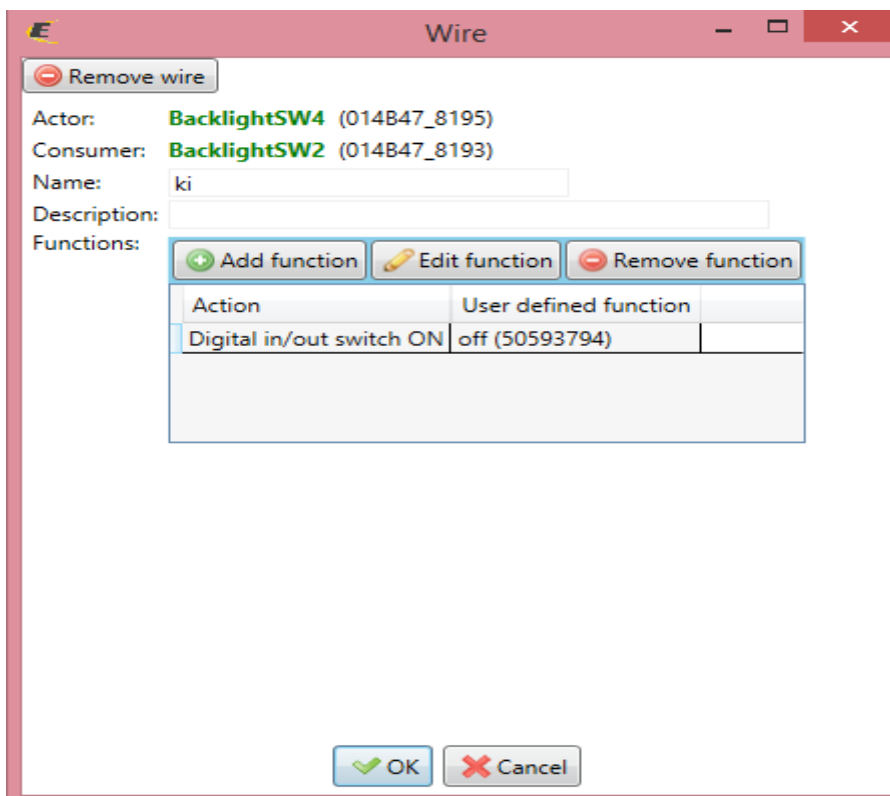 Wire
Remove wire
Actor: BacklightSW4 (014B47_8195)
Consumer: BacklightSW2 (014B47_8193)
Name: ki
Description:
Functions:
Add function Edit function Remove function
Action User defined function
Digital in/out switch ON off (50593794)
OK Cancel